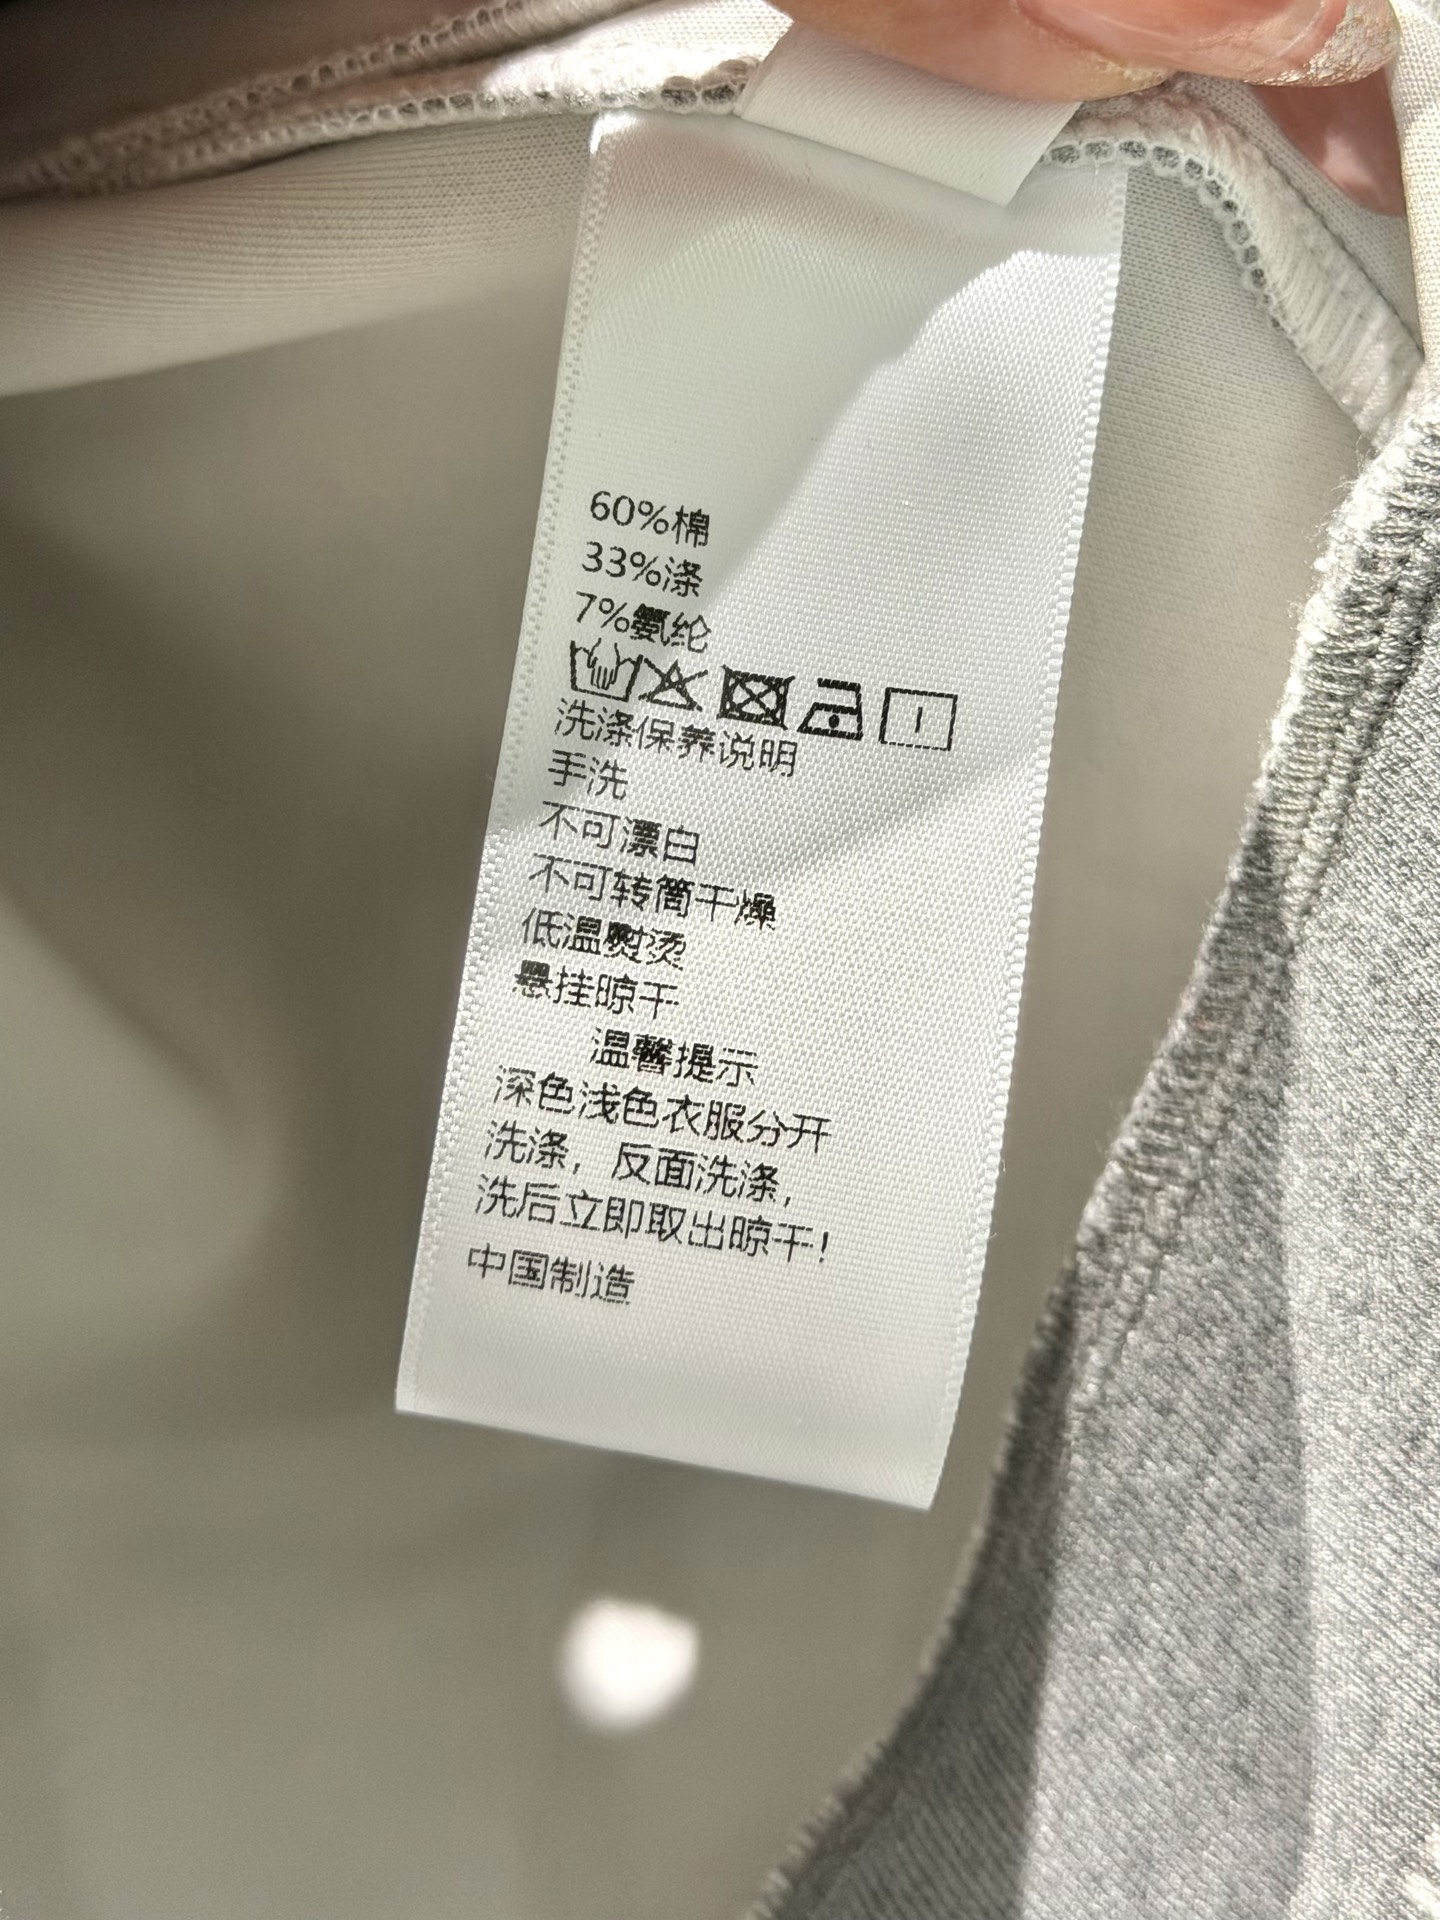 60%棉
33%涤
7%氨纶
洗涤保养说明
手洗
不可漂白
不可转筒干燥
低温熨烫
悬挂晾干
温馨提示
深色浅色衣服分开
洗涤，反面洗涤，
洗后立即取出晾干！
中国制造